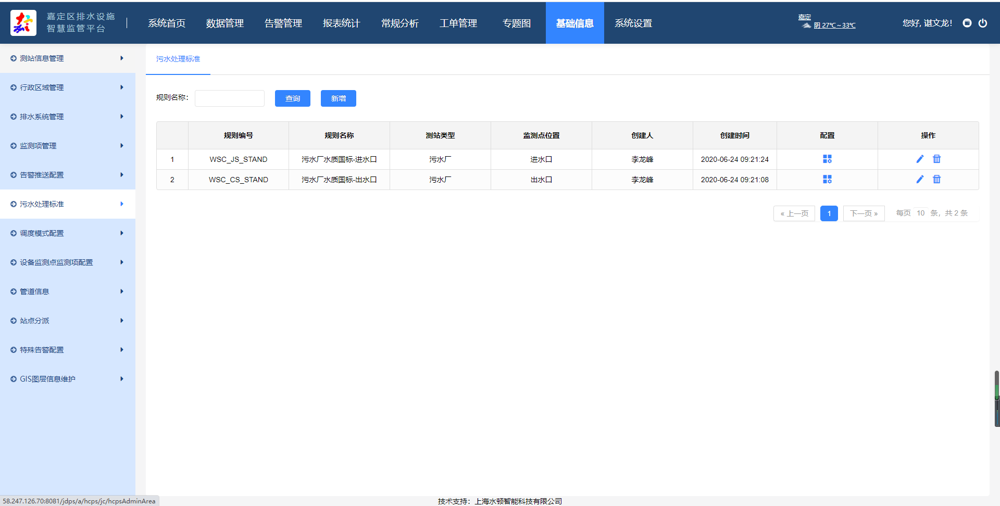 嘉定区排水设施
智慧监管平台
系统首页 数据管理 告警管理 报表统计 常规分析 工单管理 专题图 基础信息 系统设置
嘉定
阴 27℃ ~ 33℃
您好, 谌文龙!
测站信息管理
行政区域管理
排水系统管理
监测项管理
告警推送配置
污水处理标准
调度模式配置
设备监测点监测项配置
管道信息
站点分派
特殊告警配置
GIS图层信息维护
污水处理标准
规则名称： 查询 新增
规则编号 规则名称 测站类型 监测点位置 创建人 创建时间 配置 操作
1 WSC_JS_STAND 污水厂水质国标-进水口 污水厂 进水口 李龙峰 2020-06-24 09:21:24
2 WSC_CS_STAND 污水厂水质国标-出水口 污水厂 出水口 李龙峰 2020-06-24 09:21:08
« 上一页 1 下一页 » 每页 10 条，共 2 条
58.247.126.70:8081/jdps/a/hcps/jc/hcpsAdminArea
技术支持：上海水顿智能科技有限公司